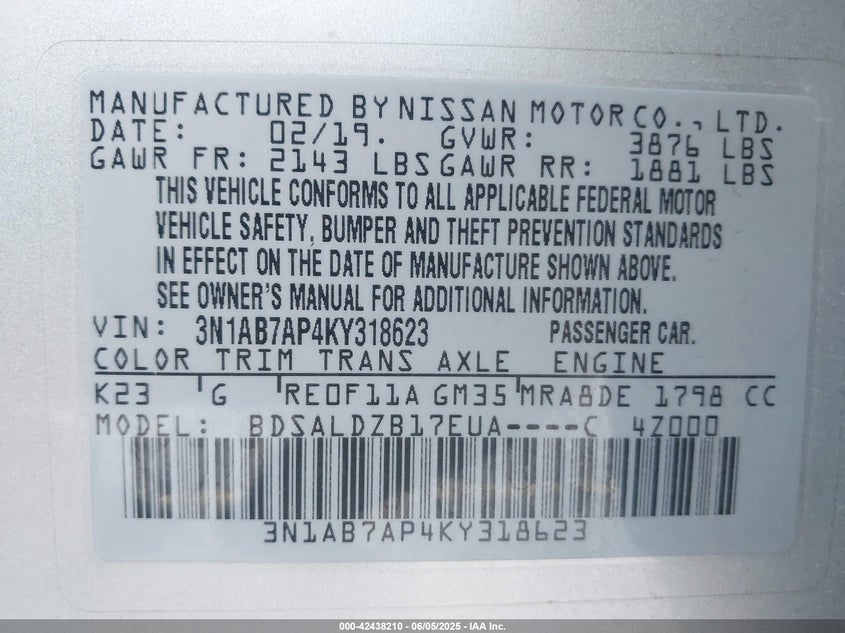 MANUFACTURED BY NISSAN MOTOR CO., LTD.
DATE: 02/19. GVWR: 3876 LBS
GAWR FR: 2143 LBS GAWR RR: 1881 LBS
THIS VEHICLE CONFORMS TO ALL APPLICABLE FEDERAL MOTOR
VEHICLE SAFETY, BUMPER AND THEFT PREVENTION STANDARDS
IN EFFECT ON THE DATE OF MANUFACTURE SHOWN ABOVE.
SEE OWNER'S MANUAL FOR ADDITIONAL INFORMATION.
VIN: 3N1AB7AP4KY318623 PASSENGER CAR.
COLOR TRIM TRANS AXLE ENGINE
K23 G RE0F11A GM35 MRA8DE 1798 CC
MODEL: BDSALDZB17EUA----C 4Z000
3N1AB7AP4KY318623
000-42438210 - 06/05/2025 - IAA Inc.